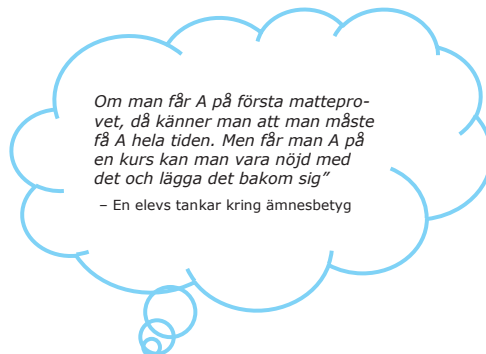 Om man får A på första mattepro-
vet, då känner man att man måste
få A hela tiden. Men får man A på
en kurs kan man vara nöjd med
det och lägga det bakom sig”
– En elevs tankar kring ämnesbetyg